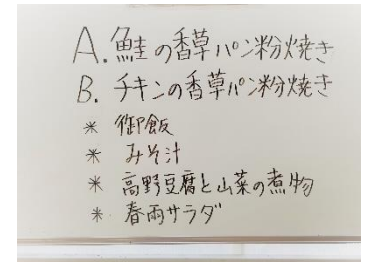 A. 鮭の香草パン粉焼き
B. チキンの香草パン粉焼き
* 御飯
* みそ汁
* 高野豆腐と山菜の煮物
* 春雨サラダ